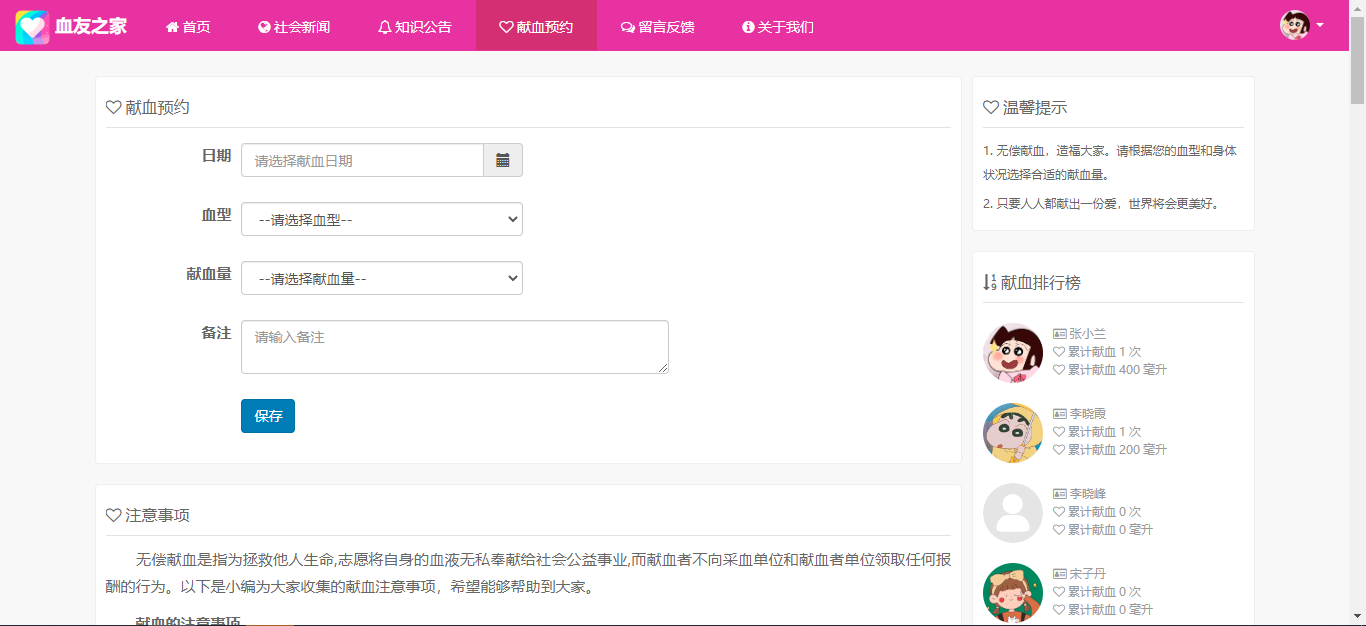 血友之家
首页
社会新闻
知识公告
献血预约
留言反馈
关于我们
献血预约
日期
请选择献血日期
血型
--请选择血型--
献血量
--请选择献血量--
备注
请输入备注
保存
注意事项
无偿献血是指为拯救他人生命,志愿将自身的血液无私奉献给社会公益事业,而献血者不向采血单位和献血者单位领取任何报
酬的行为。以下是小编为大家收集的献血注意事项，希望能够帮助到大家。
献血的注意事项
温馨提示
1. 无偿献血，造福大家。请根据您的血型和身体
状况选择合适的献血量。
2. 只要人人都献出一份爱，世界将会更美好。
献血排行榜
张小兰
累计献血 1 次
累计献血 400 毫升
李晓霞
累计献血 1 次
累计献血 200 毫升
李晓峰
累计献血 0 次
累计献血 0 毫升
宋子丹
累计献血 0 次
累计献血 0 毫升